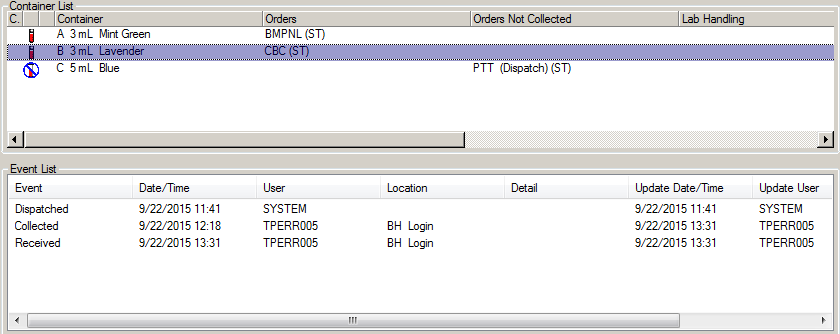 Container List
C. Container Orders Orders Not Collected Lab Handling
A 3 mL Mint Green BMPNL (ST)
B 3 mL Lavender CBC (ST)
C 5 mL Blue PTT (Dispatch) (ST)
Event List
Event Date/Time User Location Detail Update Date/Time Update User
Dispatched 9/22/2015 11:41 SYSTEM 9/22/2015 11:41 SYSTEM
Collected 9/22/2015 12:18 TPERR005 BH Login 9/22/2015 13:31 TPERR005
Received 9/22/2015 13:31 TPERR005 BH Login 9/22/2015 13:31 TPERR005